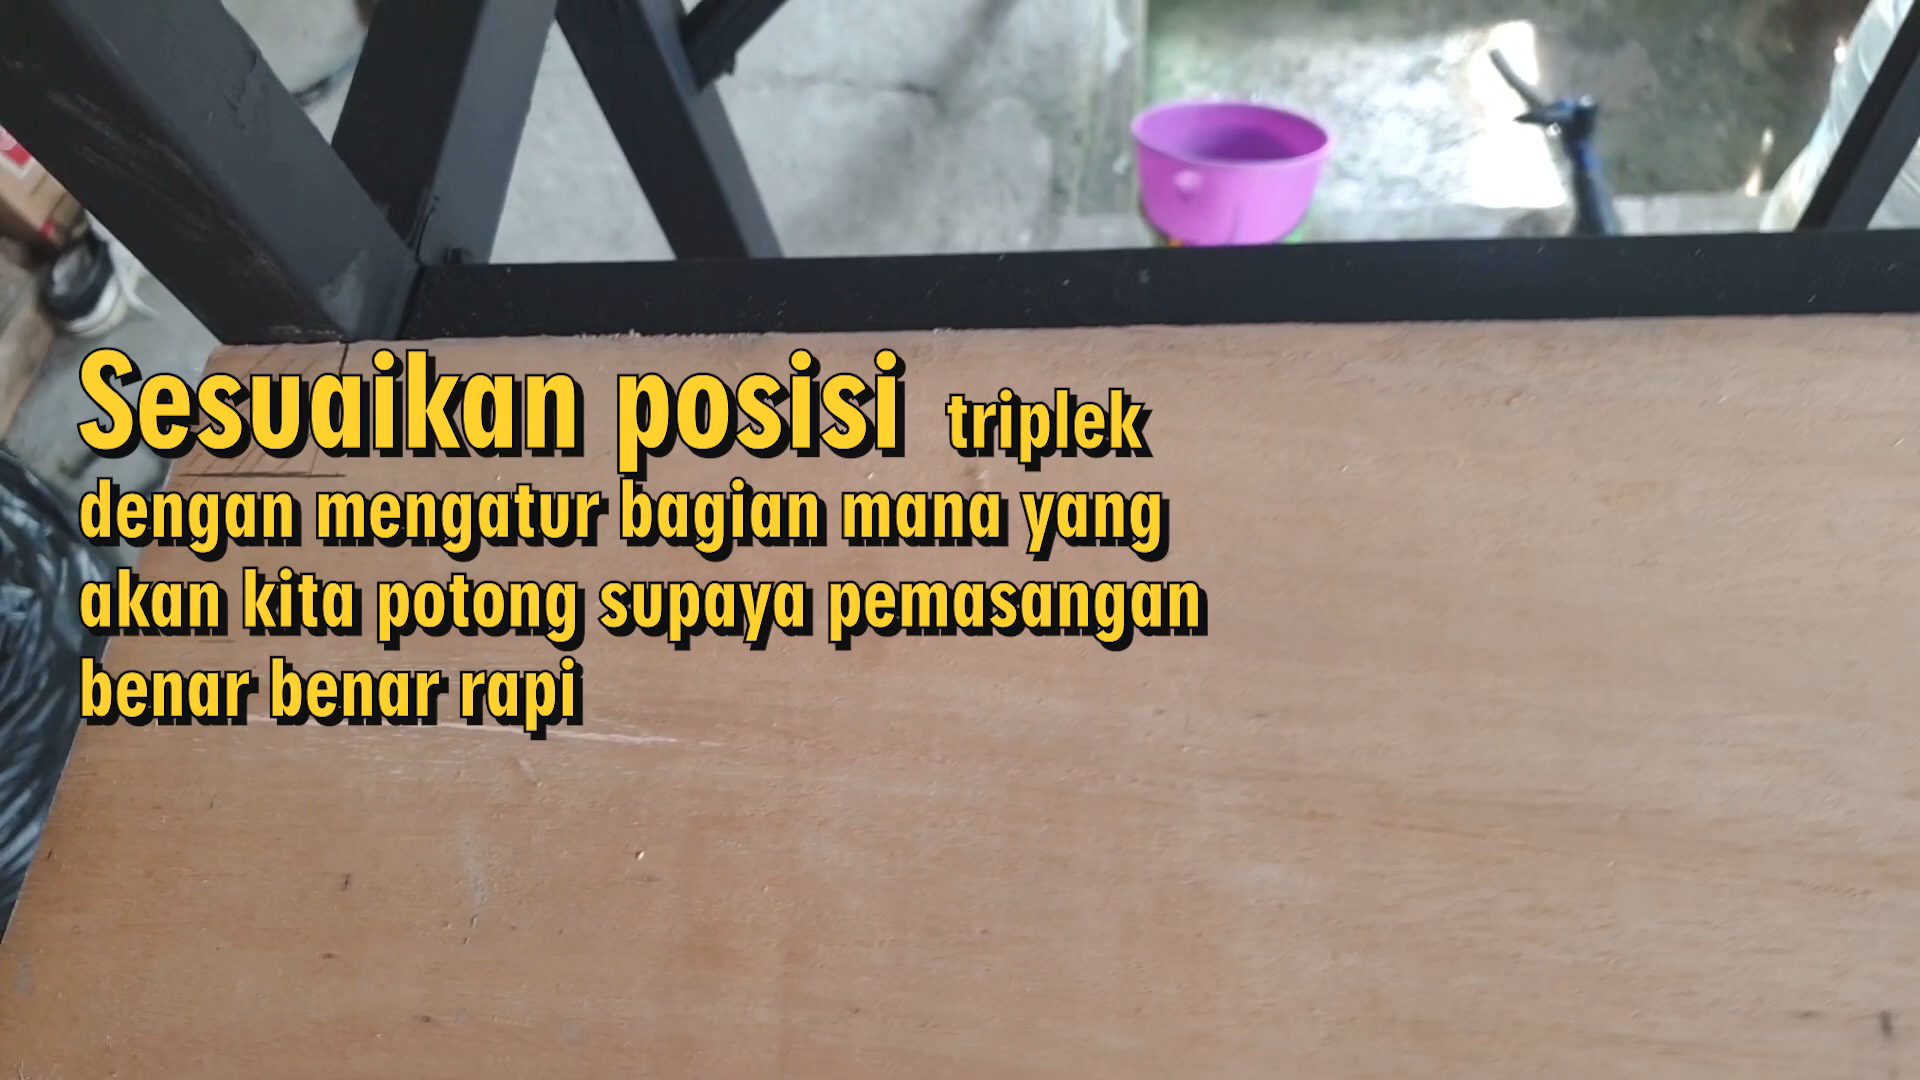 Sesuaikan posisi triplek
dengan mengatur bagian mana yang
akan kita potong supaya pemasangan
benar benar rapi